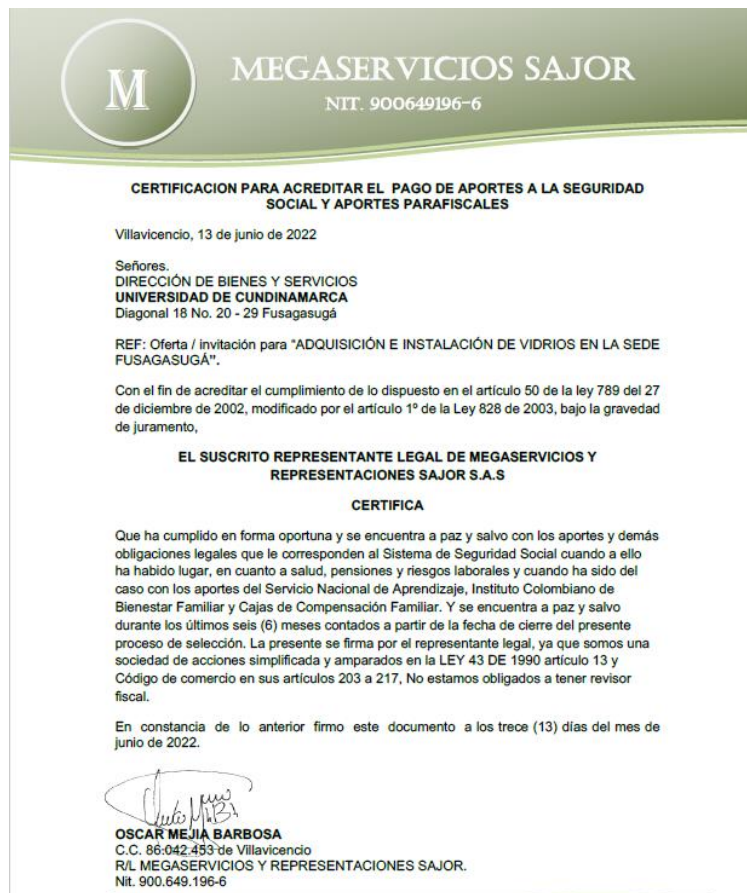 M
MEGASERVICIOS SAJOR
NIT. 900649196-6
CERTIFICACION PARA ACREDITAR EL PAGO DE APORTES A LA SEGURIDAD
SOCIAL Y APORTES PARAFISCALES
Villavicencio, 13 de junio de 2022
Señores.
DIRECCIÓN DE BIENES Y SERVICIOS
UNIVERSIDAD DE CUNDINAMARCA
Diagonal 18 No. 20 - 29 Fusagasugá
REF: Oferta / invitación para "ADQUISICIÓN E INSTALACIÓN DE VIDRIOS EN LA SEDE
FUSAGASUGÁ".
Con el fin de acreditar el cumplimiento de lo dispuesto en el artículo 50 de la ley 789 del 27
de diciembre de 2002, modificado por el artículo 1º de la Ley 828 de 2003, bajo la gravedad
de juramento,
EL SUSCRITO REPRESENTANTE LEGAL DE MEGASERVICIOS Y
REPRESENTACIONES SAJOR S.A.S
CERTIFICA
Que ha cumplido en forma oportuna y se encuentra a paz y salvo con los aportes y demás
obligaciones legales que le corresponden al Sistema de Seguridad Social cuando a ello
ha habido lugar, en cuanto a salud, pensiones y riesgos laborales y cuando ha sido del
caso con los aportes del Servicio Nacional de Aprendizaje, Instituto Colombiano de
Bienestar Familiar y Cajas de Compensación Familiar. Y se encuentra a paz y salvo
durante los últimos seis (6) meses contados a partir de la fecha de cierre del presente
proceso de selección. La presente se firma por el representante legal, ya que somos una
sociedad de acciones simplificada y amparados en la LEY 43 DE 1990 artículo 13 y
Código de comercio en sus artículos 203 a 217, No estamos obligados a tener revisor
fiscal.
En constancia de lo anterior firmo este documento a los trece (13) días del mes de
junio de 2022.
OSCAR MEJIA BARBOSA
C.C. 86.042.453 de Villavicencio
R/L MEGASERVICIOS Y REPRESENTACIONES SAJOR.
Nit. 900.649.196-6